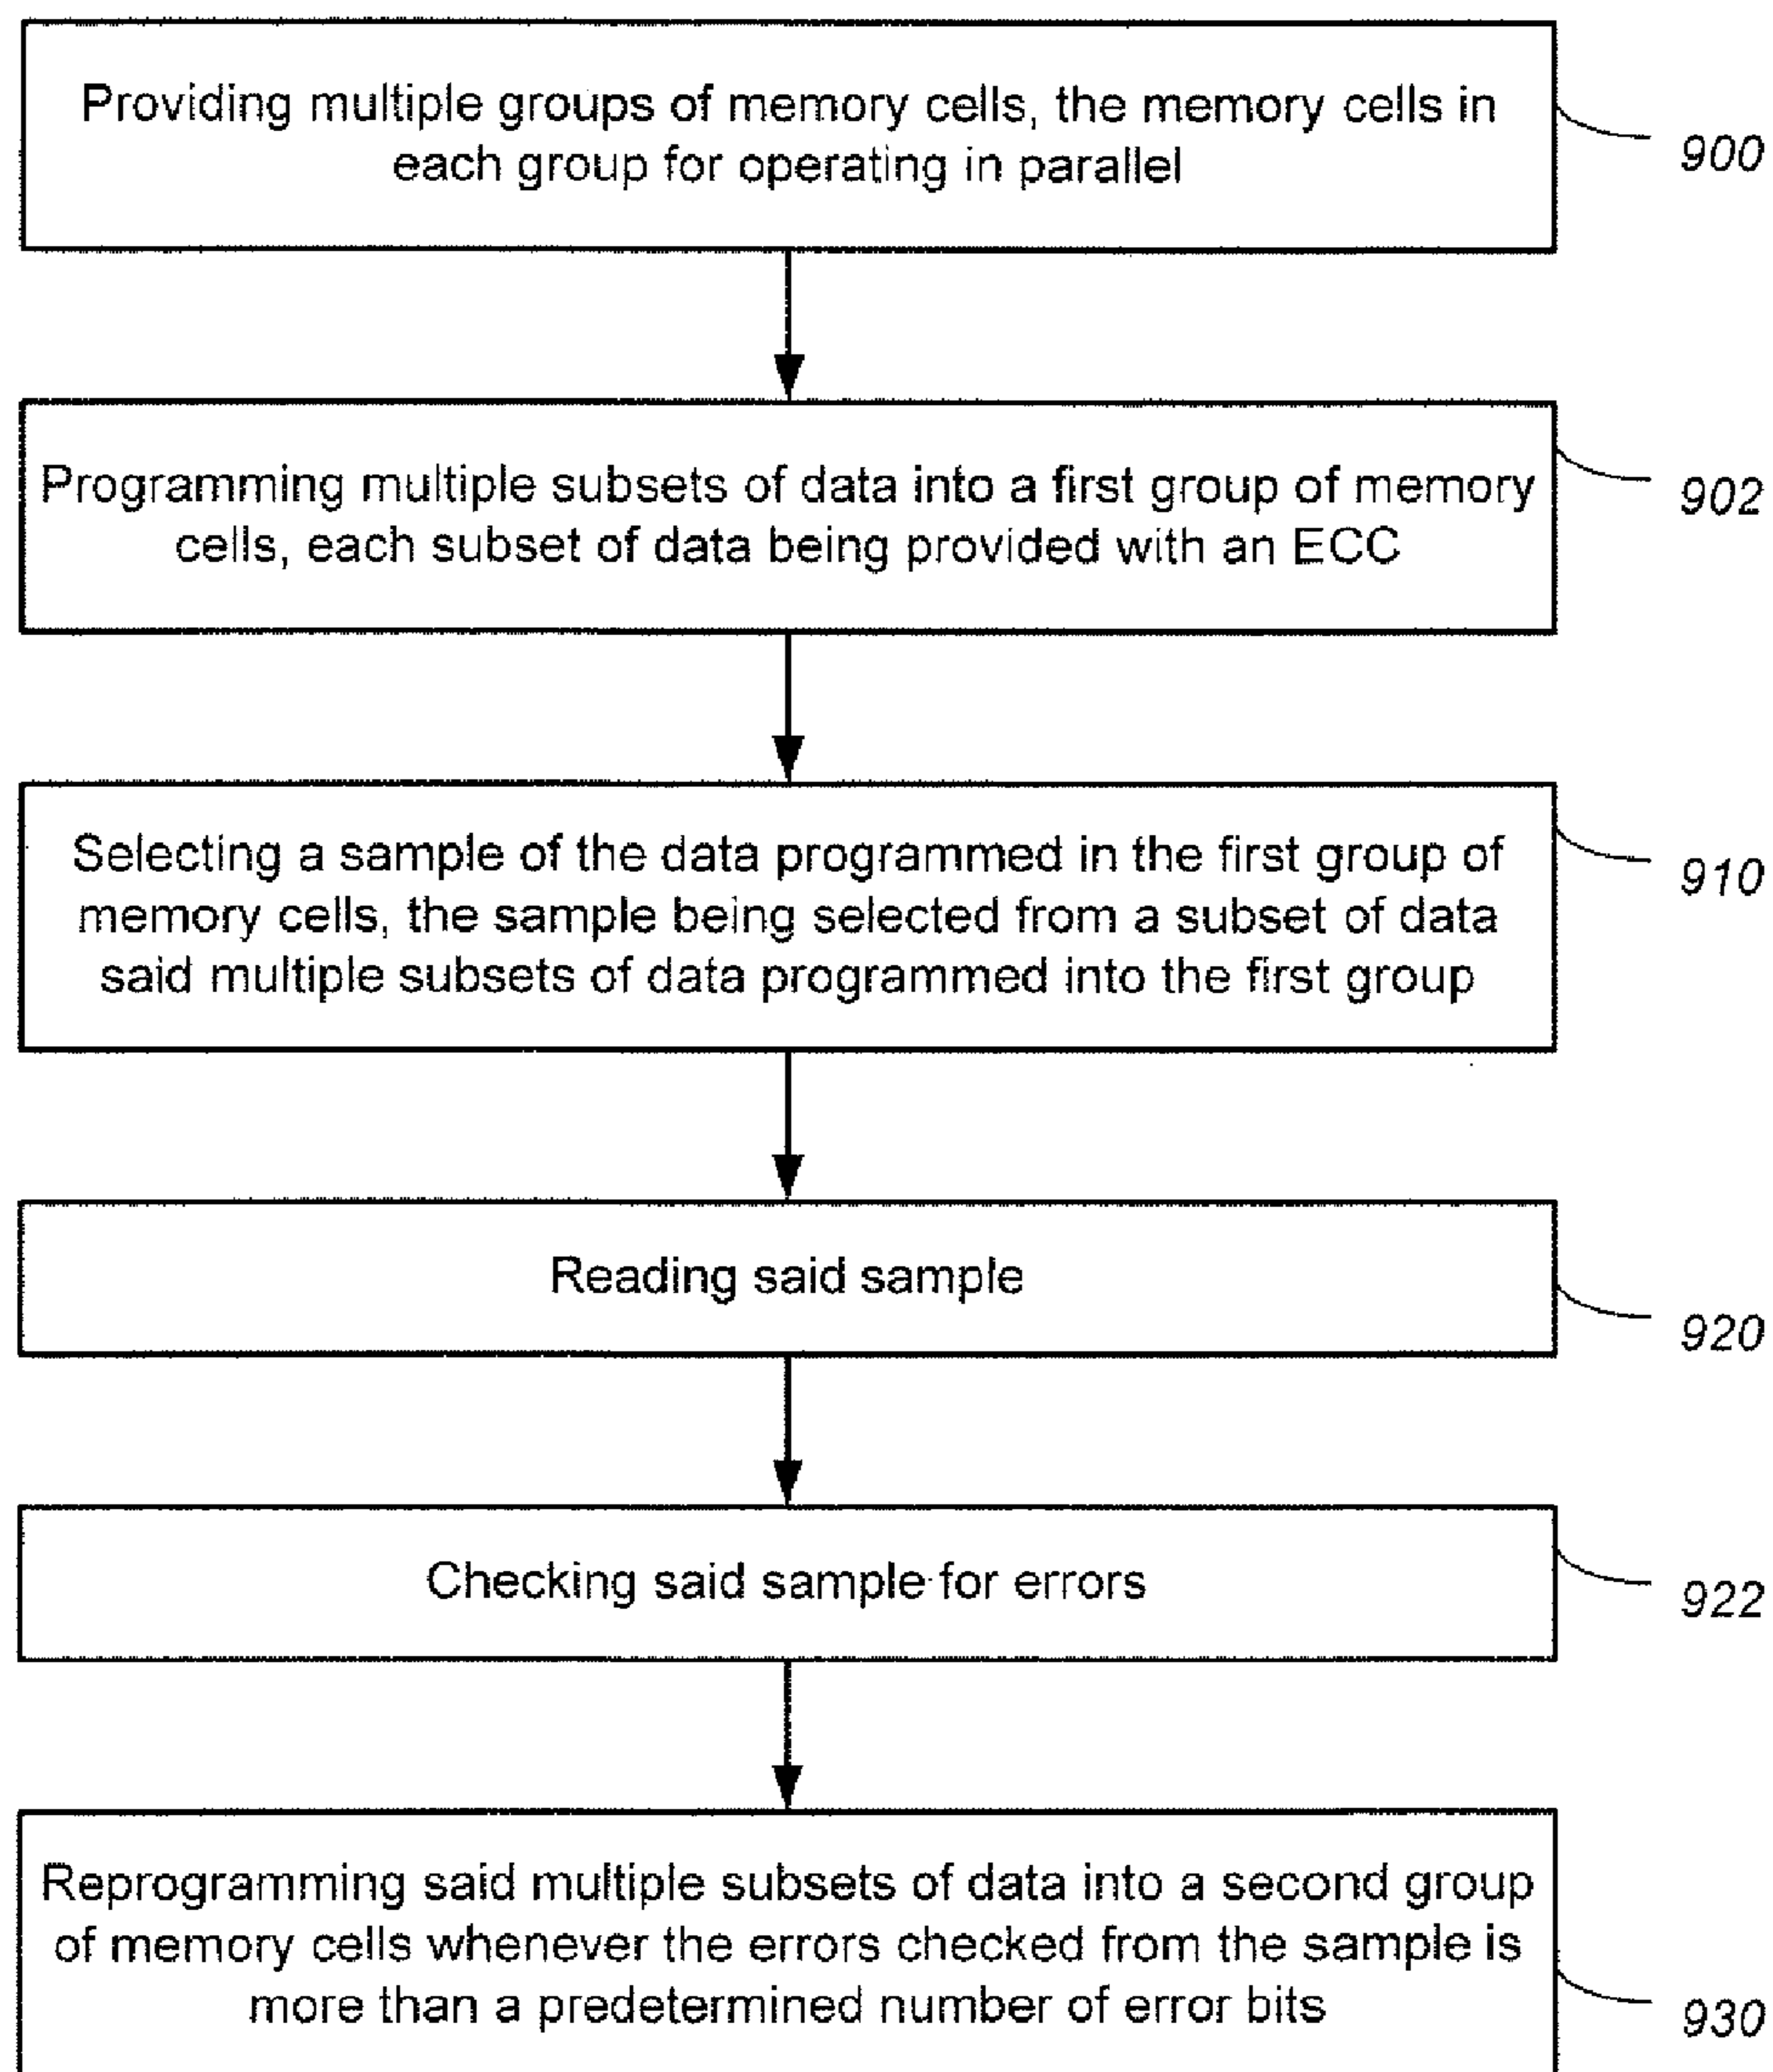 Providing multiple groups of memory cells, the memory cells in
each group for operating in parallel
900
Programming multiple subsets of data into a first group of memory
cells, each subset of data being provided with an ECC
902
Selecting a sample of the data programmed in the first group of
memory cells, the sample being selected from a subset of data
said multiple subsets of data programmed into the first group
910
Reading said sample
920
Checking said sample for errors
922
Reprogramming said multiple subsets of data into a second group
of memory cells whenever the errors checked from the sample is
more than a predetermined number of error bits
930